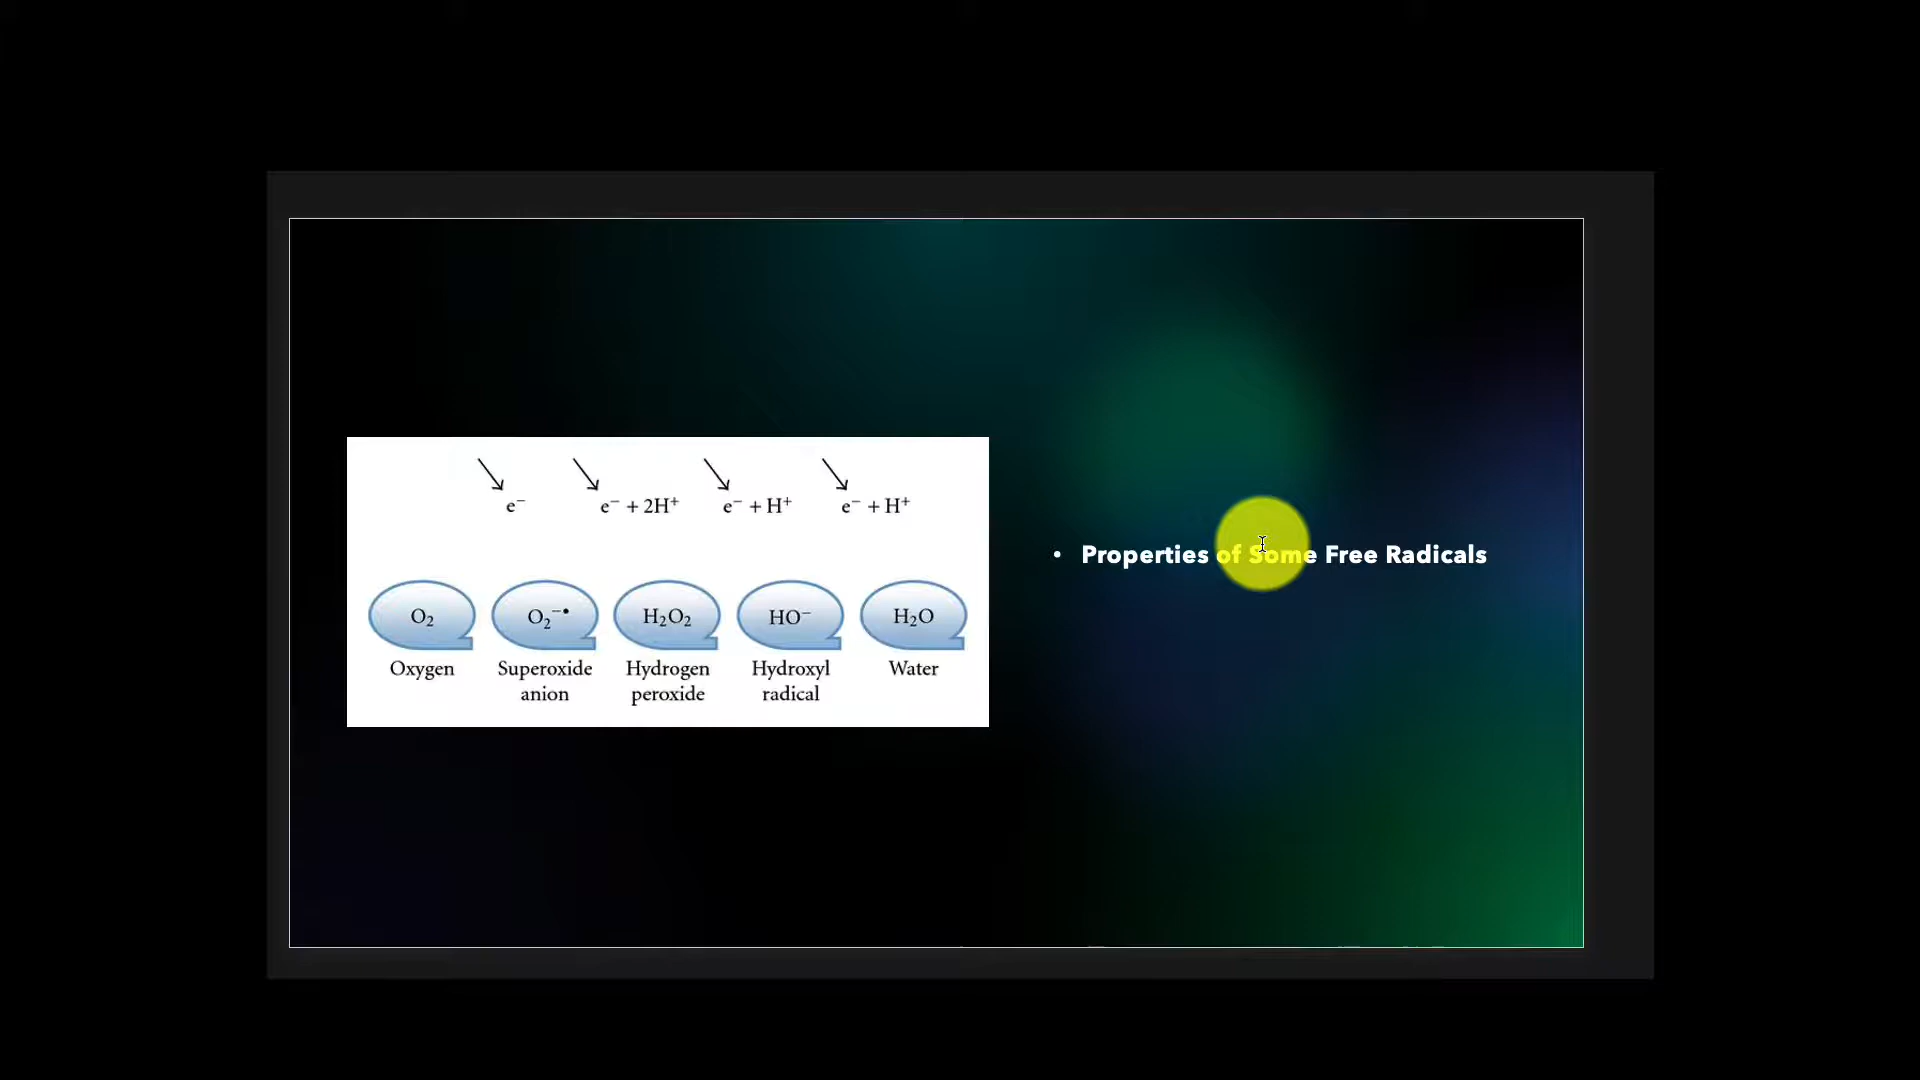 e⁻ e⁻ + 2H⁺ e⁻ + H⁺ e⁻ + H⁺
O₂ O₂⁻• H₂O₂ HO⁻ H₂O
Oxygen Superoxide anion Hydrogen peroxide Hydroxyl radical Water
• Properties of Some Free Radicals